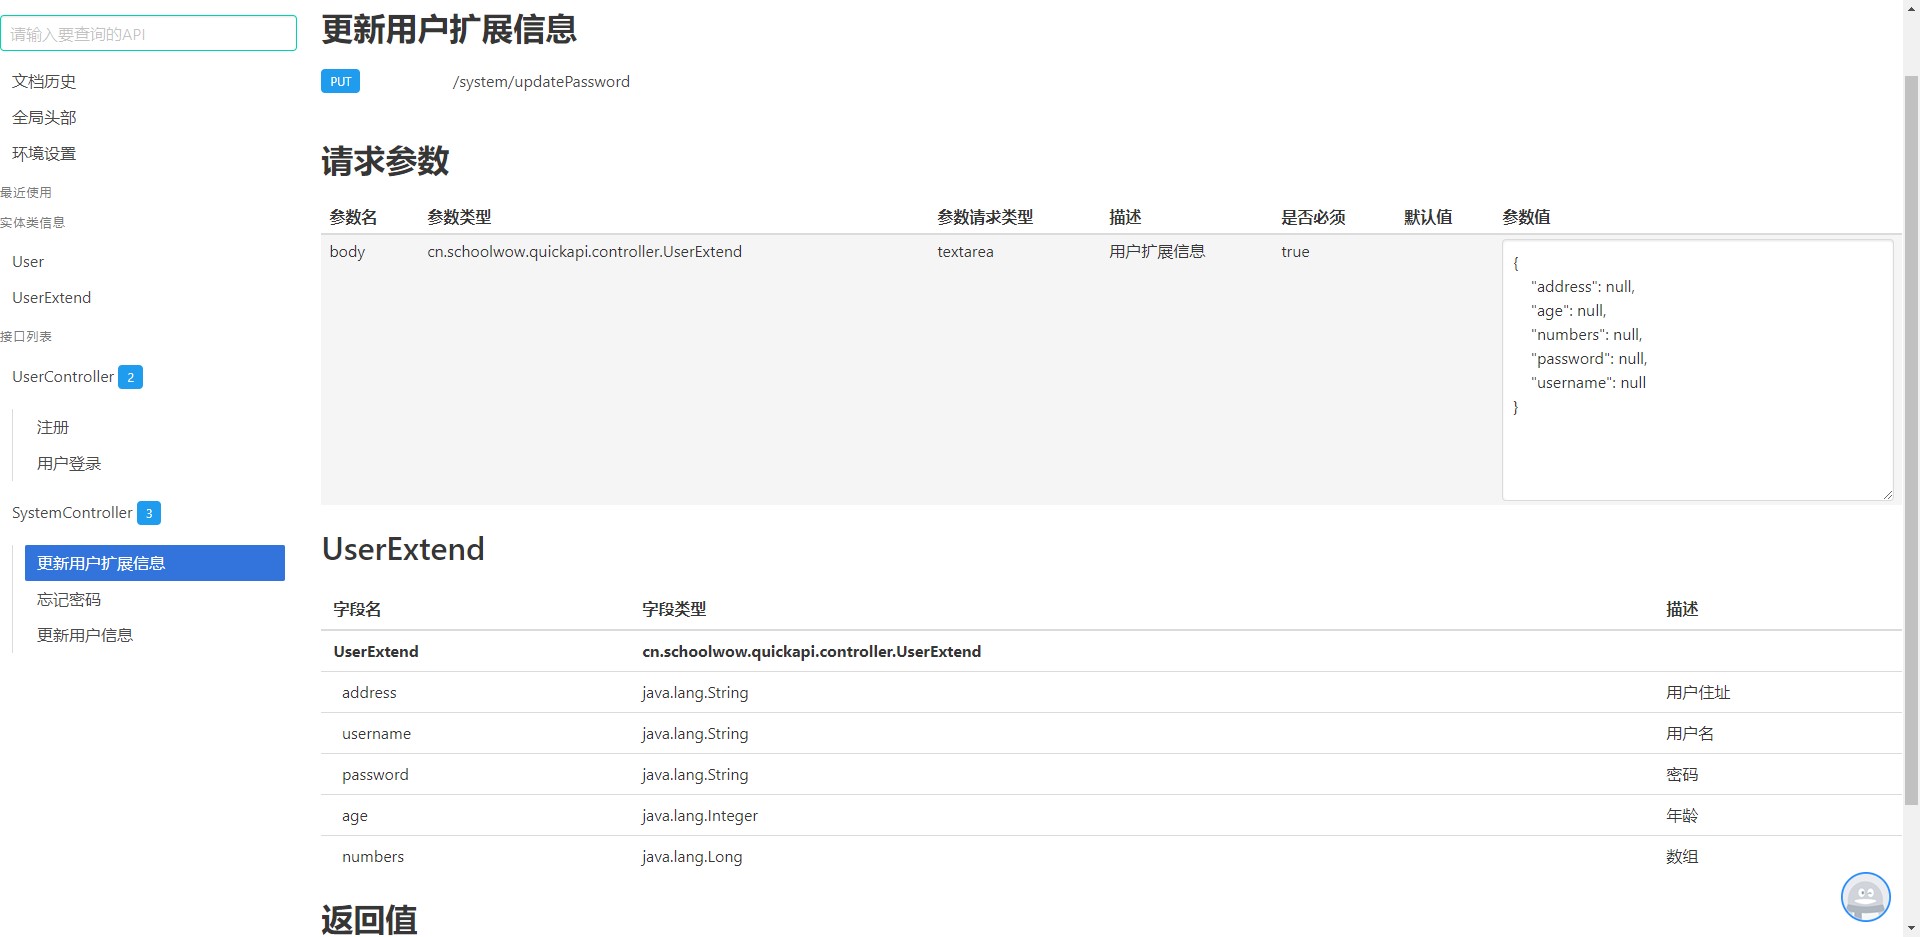 请输入要查询的API
文档历史
全局头部
环境设置
最近使用
实体类信息
User
UserExtend
接口列表
UserController 2
注册
用户登录
SystemController 3
更新用户扩展信息
忘记密码
更新用户信息
更新用户扩展信息
PUT /system/updatePassword
请求参数
参数名 参数类型 参数请求类型 描述 是否必须 默认值 参数值
body cn.schoolwow.quickapi.controller.UserExtend textarea 用户扩展信息 true
{
"address": null,
"age": null,
"numbers": null,
"password": null,
"username": null
}
UserExtend
字段名 字段类型 描述
UserExtend cn.schoolwow.quickapi.controller.UserExtend
address java.lang.String 用户住址
username java.lang.String 用户名
password java.lang.String 密码
age java.lang.Integer 年龄
numbers java.lang.Long 数组
返回值